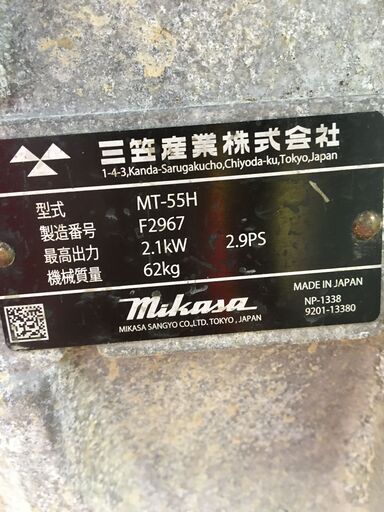 三笠産業株式会社
1-4-3,Kanda-Sarugakucho,Chiyoda-ku,Tokyo,Japan
型式 MT-55H
製造番号 F2967
最高出力 2.1kW 2.9PS
機械質量 62kg
mikasa
MIKASA SANGYO CO.,LTD. TOKYO, JAPAN
MADE IN JAPAN
NP-1338
9201-13380